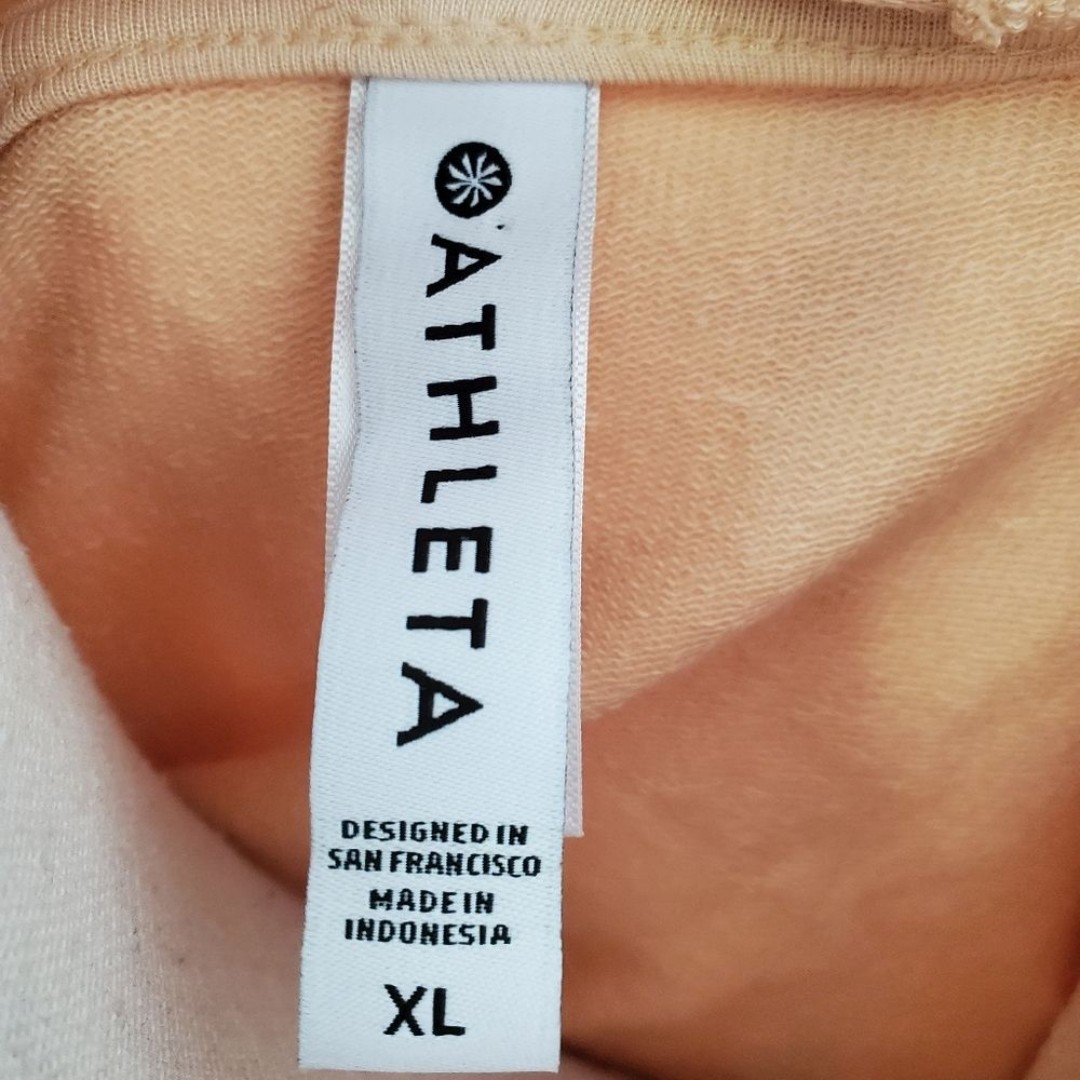 ATHLETA
DESIGNED IN
SAN FRANCISCO
MADE IN
INDONESIA
XL